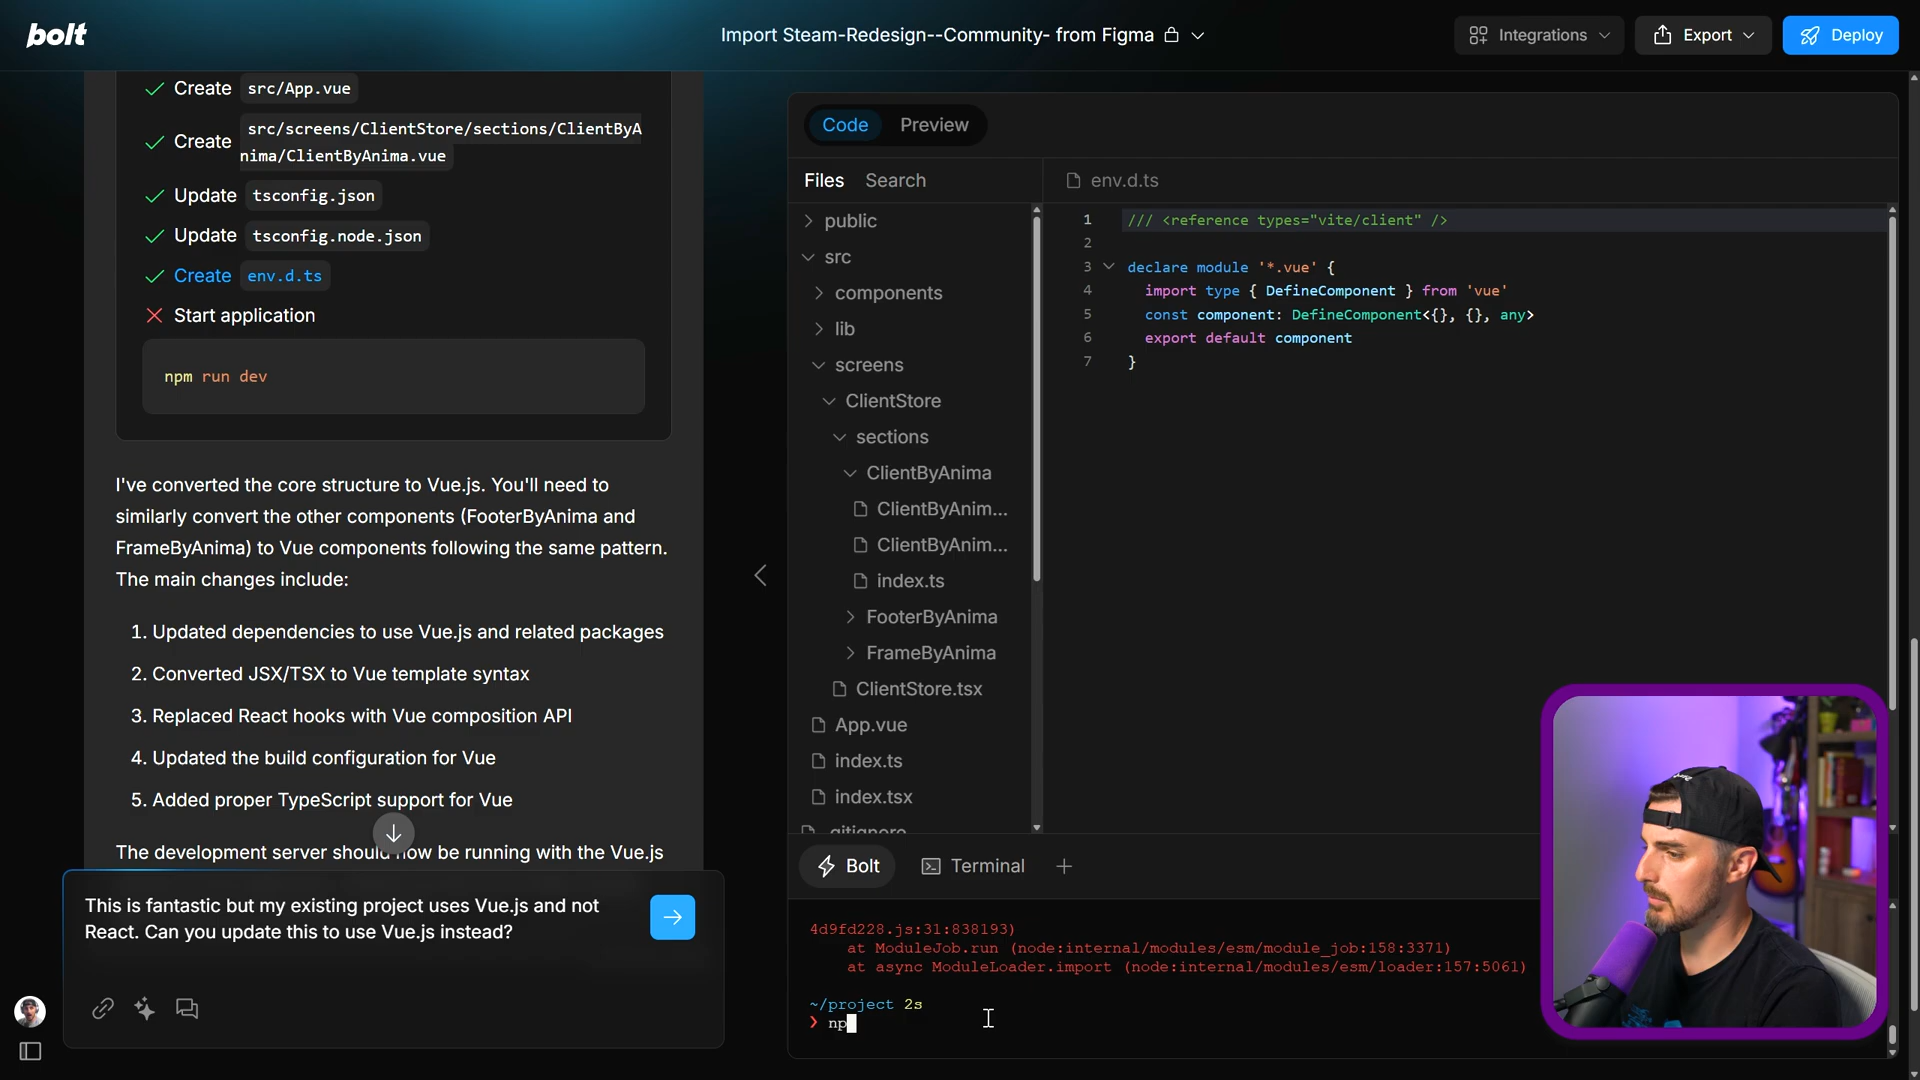 bolt
Import Steam-Redesign--Community- from Figma
Integrations
Export
Deploy
Create src/App.vue
Create src/screens/ClientStore/sections/ClientByA
nima/ClientByAnima.vue
Update tsconfig.json
Update tsconfig.node.json
Create env.d.ts
Start application
npm run dev
I've converted the core structure to Vue.js. You'll need to
similarly convert the other components (FooterByAnima and
FrameByAnima) to Vue components following the same pattern.
The main changes include:
1. Updated dependencies to use Vue.js and related packages
2. Converted JSX/TSX to Vue template syntax
3. Replaced React hooks with Vue composition API
4. Updated the build configuration for Vue
5. Added proper TypeScript support for Vue
The development server should now be running with the Vue.js
This is fantastic but my existing project uses Vue.js and not
React. Can you update this to use Vue.js instead?
Code
Preview
Files
Search
public
src
components
lib
screens
ClientStore
sections
ClientByAnima
ClientByAnim...
ClientByAnim...
index.ts
FooterByAnima
FrameByAnima
ClientStore.tsx
App.vue
index.ts
index.tsx
.gitignore
env.d.ts
1 /// <reference types="vite/client" />
2
3 declare module '*.vue' {
4 import type { DefineComponent } from 'vue'
5 const component: DefineComponent<{}, {}, any>
6 export default component
7 }
Bolt
Terminal
4d9fd228.js:31:838193)
at ModuleJob.run (node:internal/modules/esm/module_job:158:3371)
at async ModuleLoader.import (node:internal/modules/esm/loader:157:5061)
~/project 2s
❯ np